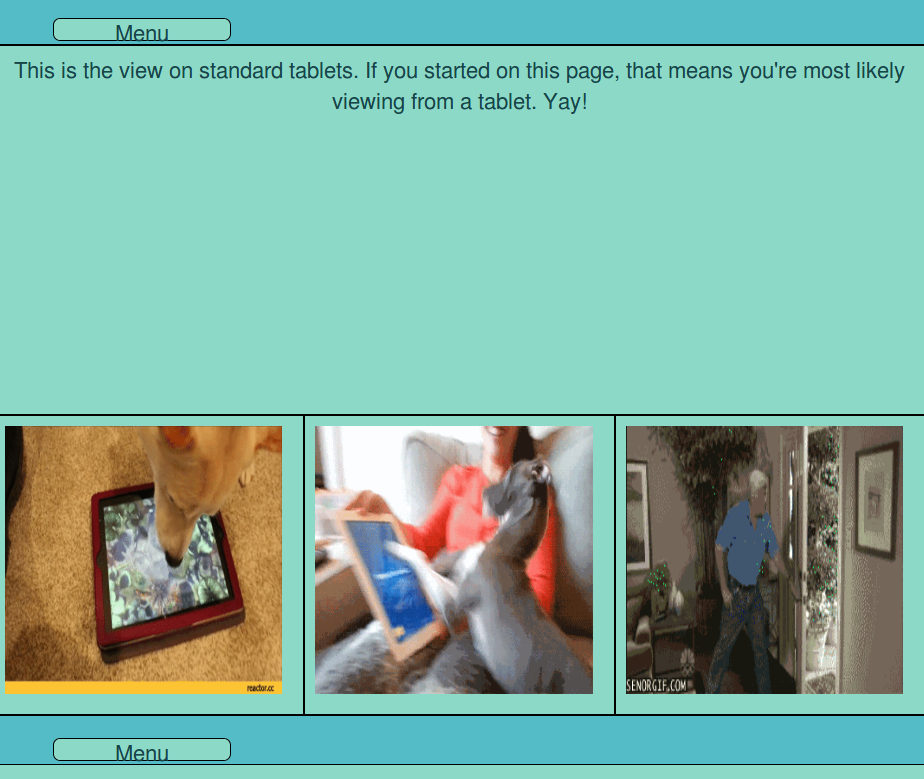 Menu
This is the view on standard tablets. If you started on this page, that means you're most likely
viewing from a tablet. Yay!
reactor.cc
SENORGIF.COM
Menu